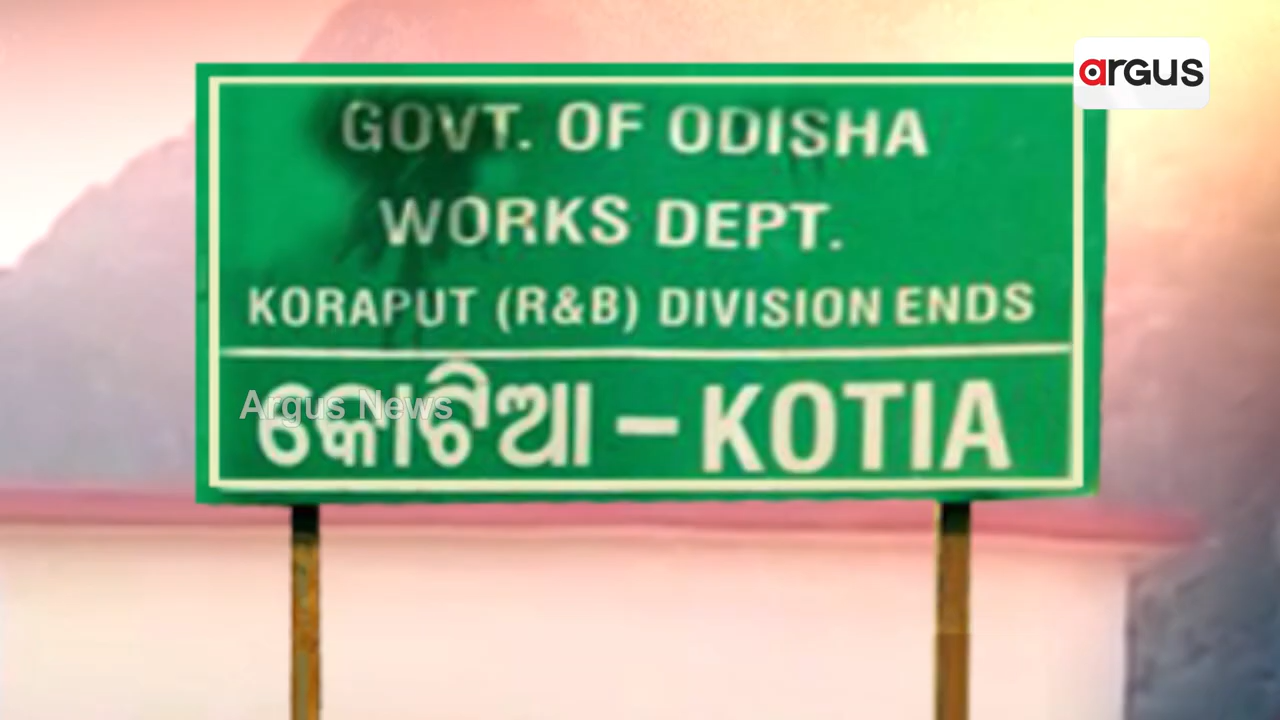 argus
GOVT. OF ODISHA
WORKS DEPT.
KORAPUT (R&B) DIVISION ENDS
କୋଟିଆ – KOTIA
Argus News